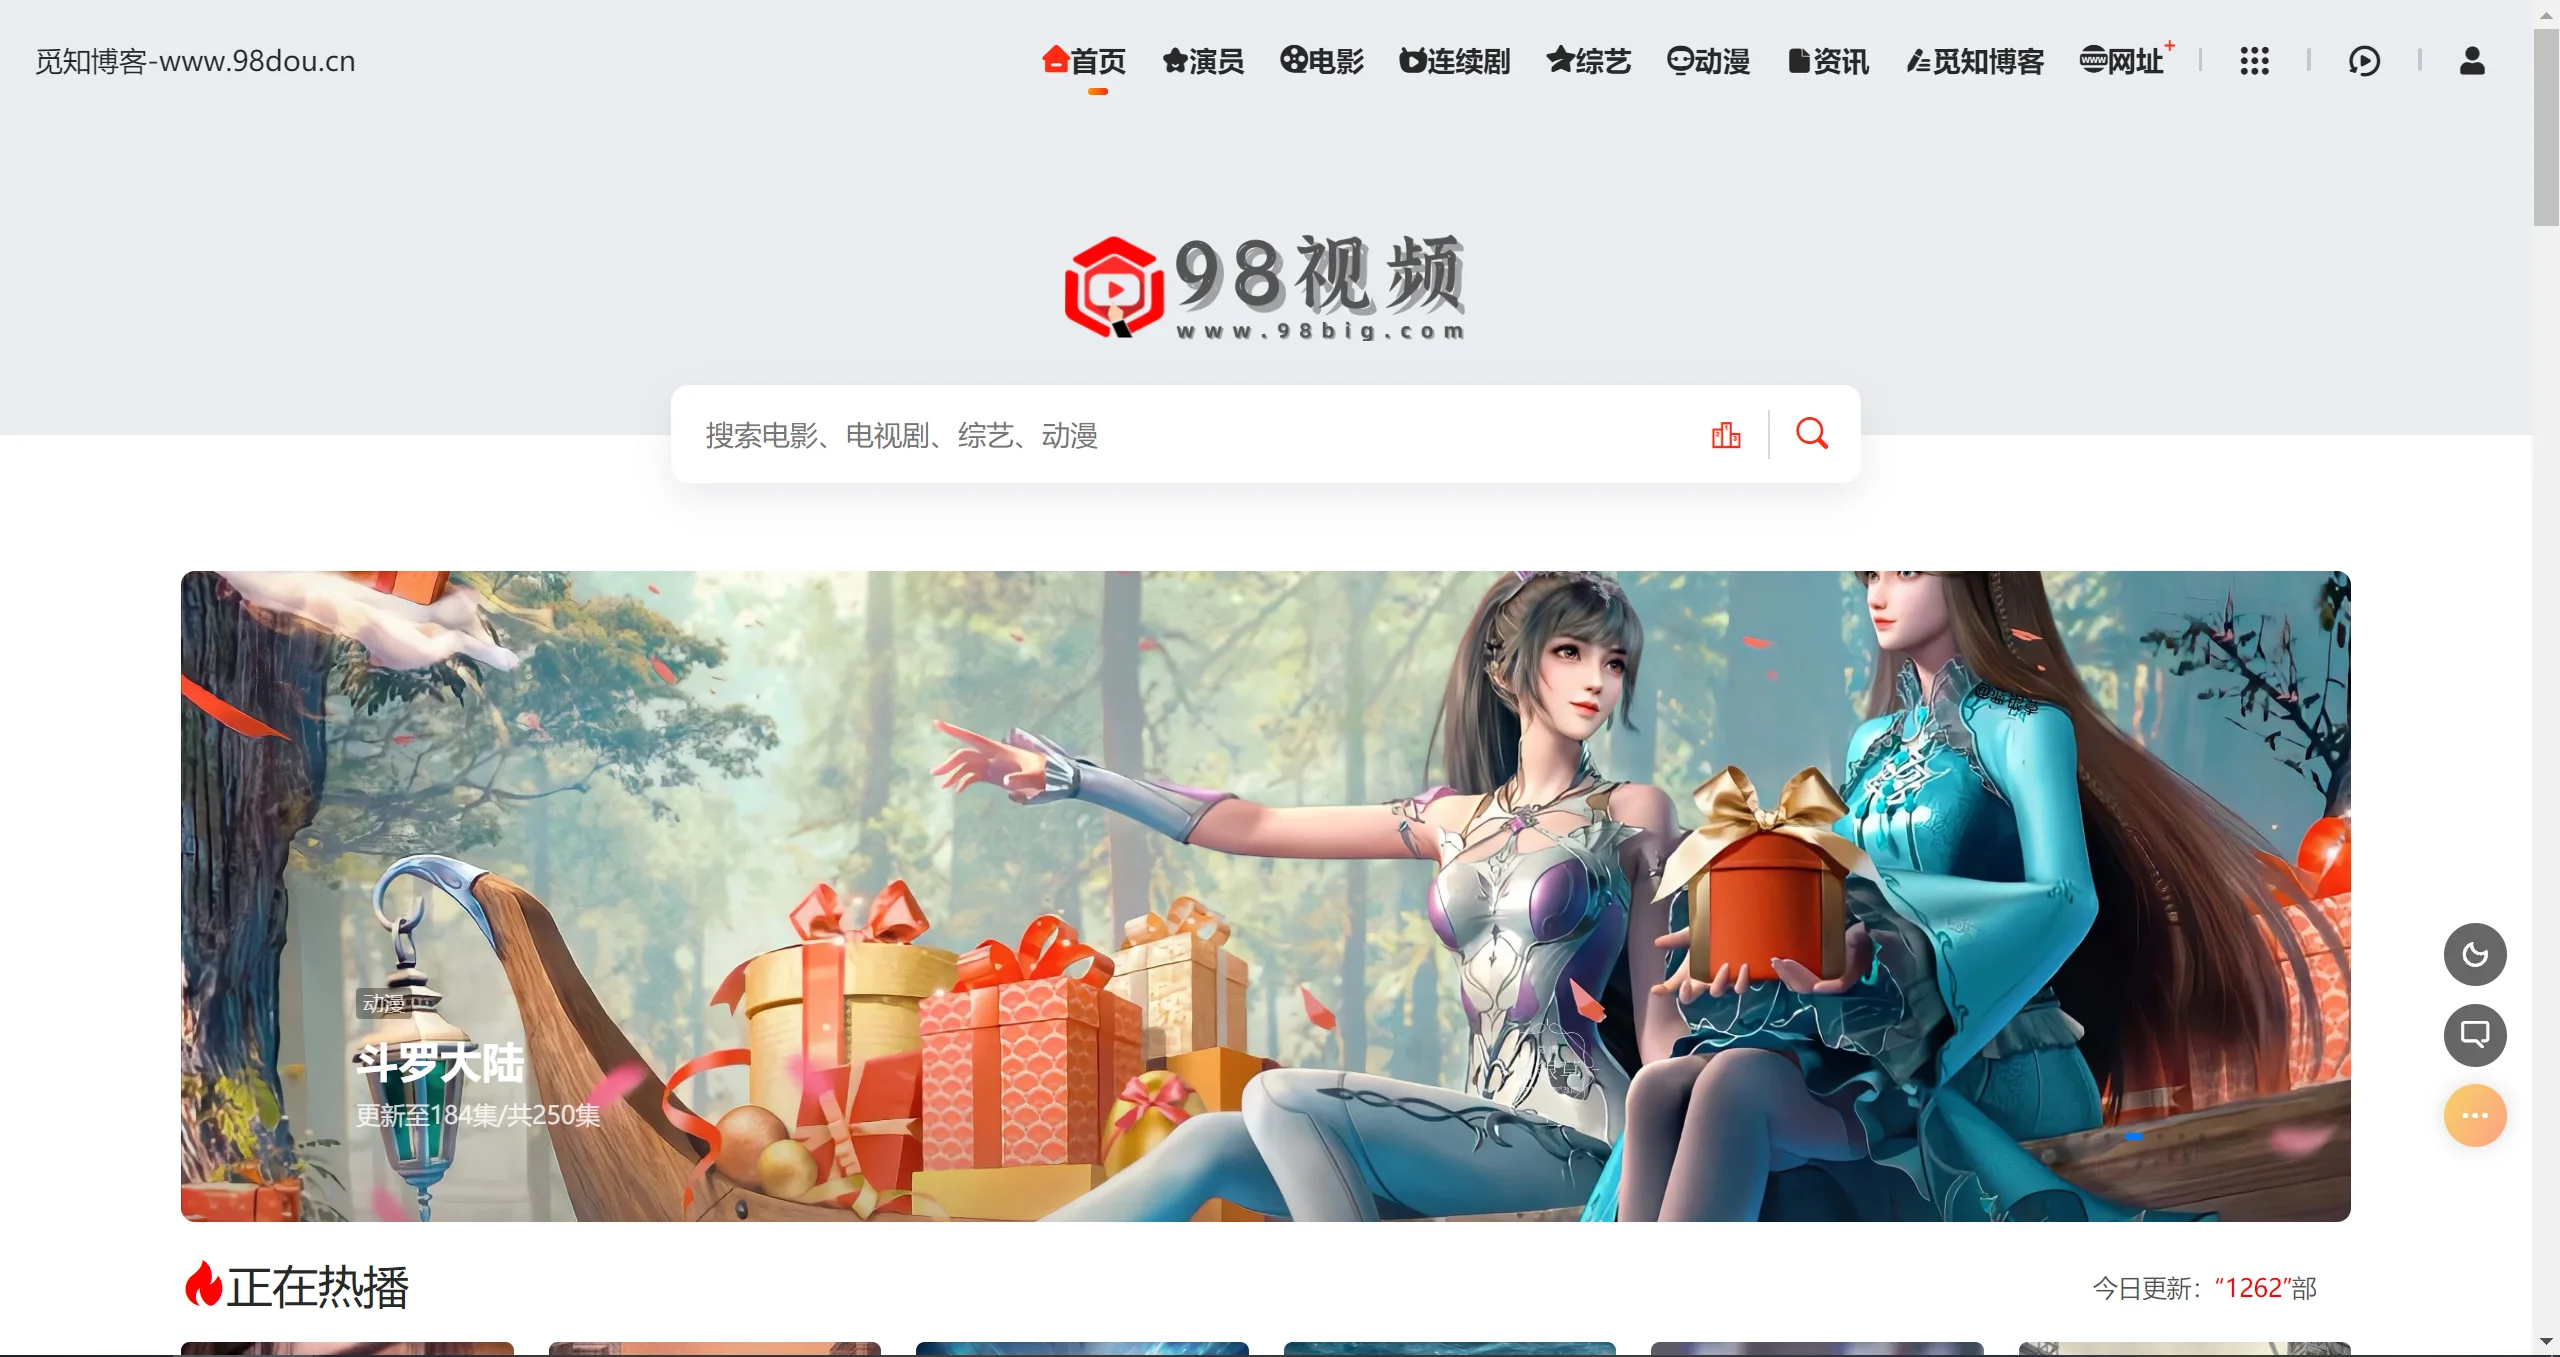 觅知博客-www.98dou.cn
首页 演员 电影 连续剧 综艺 动漫 资讯 觅知博客 网址+
98视频
www.98big.com
搜索电影、电视剧、综艺、动漫
@蓝银草
动漫
斗罗大陆
更新至184集/共250集
正在热播
今日更新：“1262”部